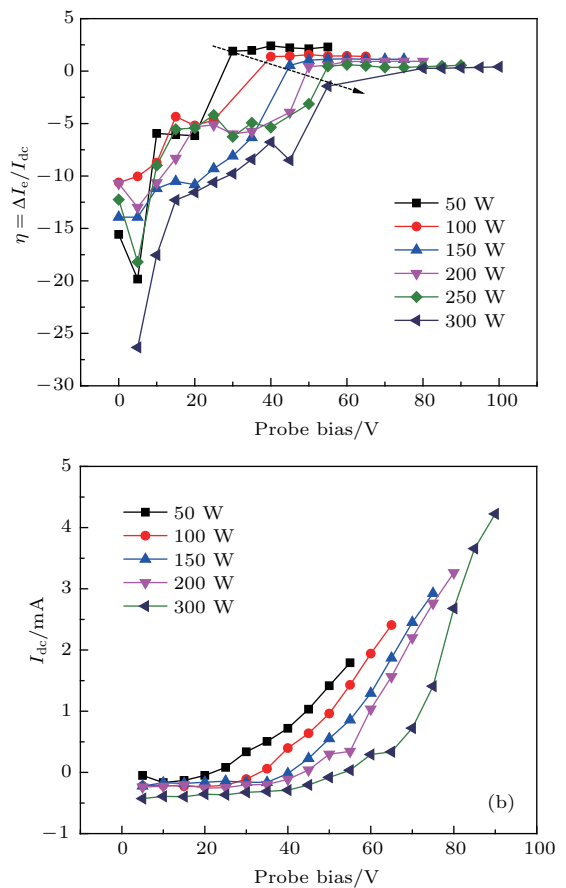 5
0
−5
−10
−15
−20
−25
−30
η = ΔIe/Idc
50 W
100 W
150 W
200 W
250 W
300 W
0 20 40 60 80 100
Probe bias/V
5
4
3
2
1
0
−1
Idc/mA
50 W
100 W
150 W
200 W
300 W
(b)
0 20 40 60 80 100
Probe bias/V